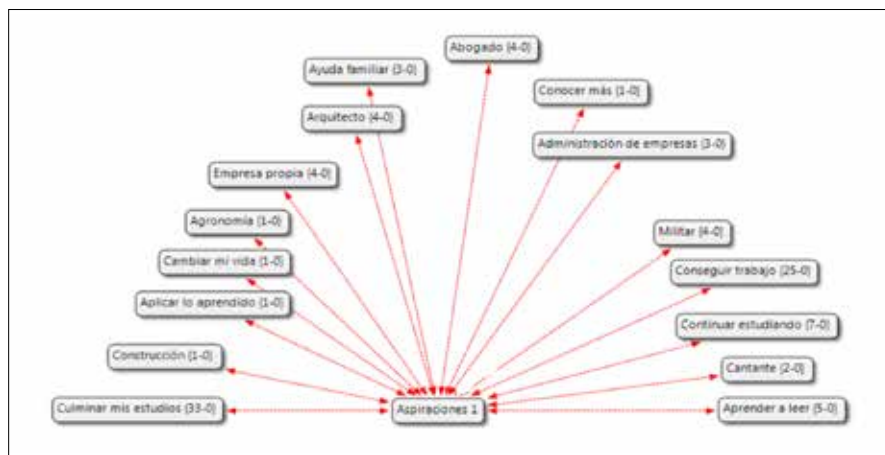 Abogado (4-0)
Ayuda familiar (3-0)
Conocer más (1-0)
Arquitecto (4-0)
Administración de empresas (3-0)
Empresa propia (4-0)
Agronomía (1-0)
Militar (4-0)
Cambiar mi vida (1-0)
Conseguir trabajo (25-0)
Aplicar lo aprendido (1-0)
Continuar estudiando (7-0)
Construcción (1-0)
Cantante (2-0)
Culminar mis estudios (33-0)
Aspiraciones 1
Aprender a leer (5-0)